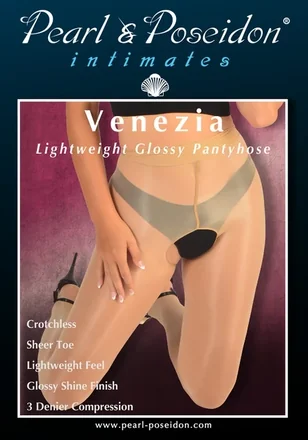 Pearl & Poseidon®
intimates
Venezia
Lightweight Glossy Pantyhose
Crotchless
Sheer Toe
Lightweight Feel
Glossy Shine Finish
3 Denier Compression
www.pearl-poseidon.com